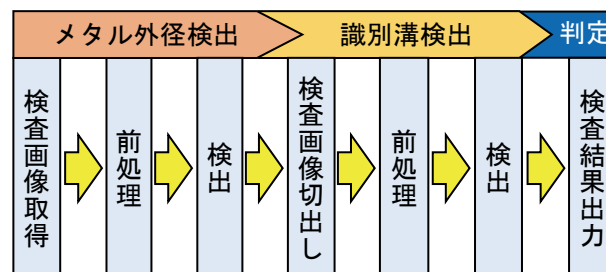 メタル外径検出
識別溝検出
判定
検査画像取得
前処理
検出
検査画像切出し
前処理
検出
検査結果出力